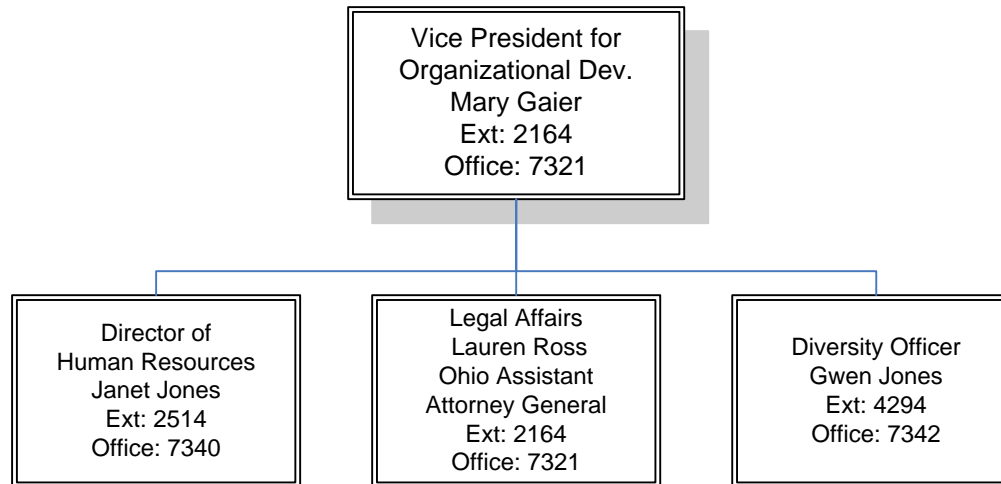 Vice President for
Organizational Dev.
Mary Gaier
Ext: 2164
Office: 7321
Director of
Human Resources
Janet Jones
Ext: 2514
Office: 7340
Legal Affairs
Lauren Ross
Ohio Assistant
Attorney General
Ext: 2164
Office: 7321
Diversity Officer
Gwen Jones
Ext: 4294
Office: 7342